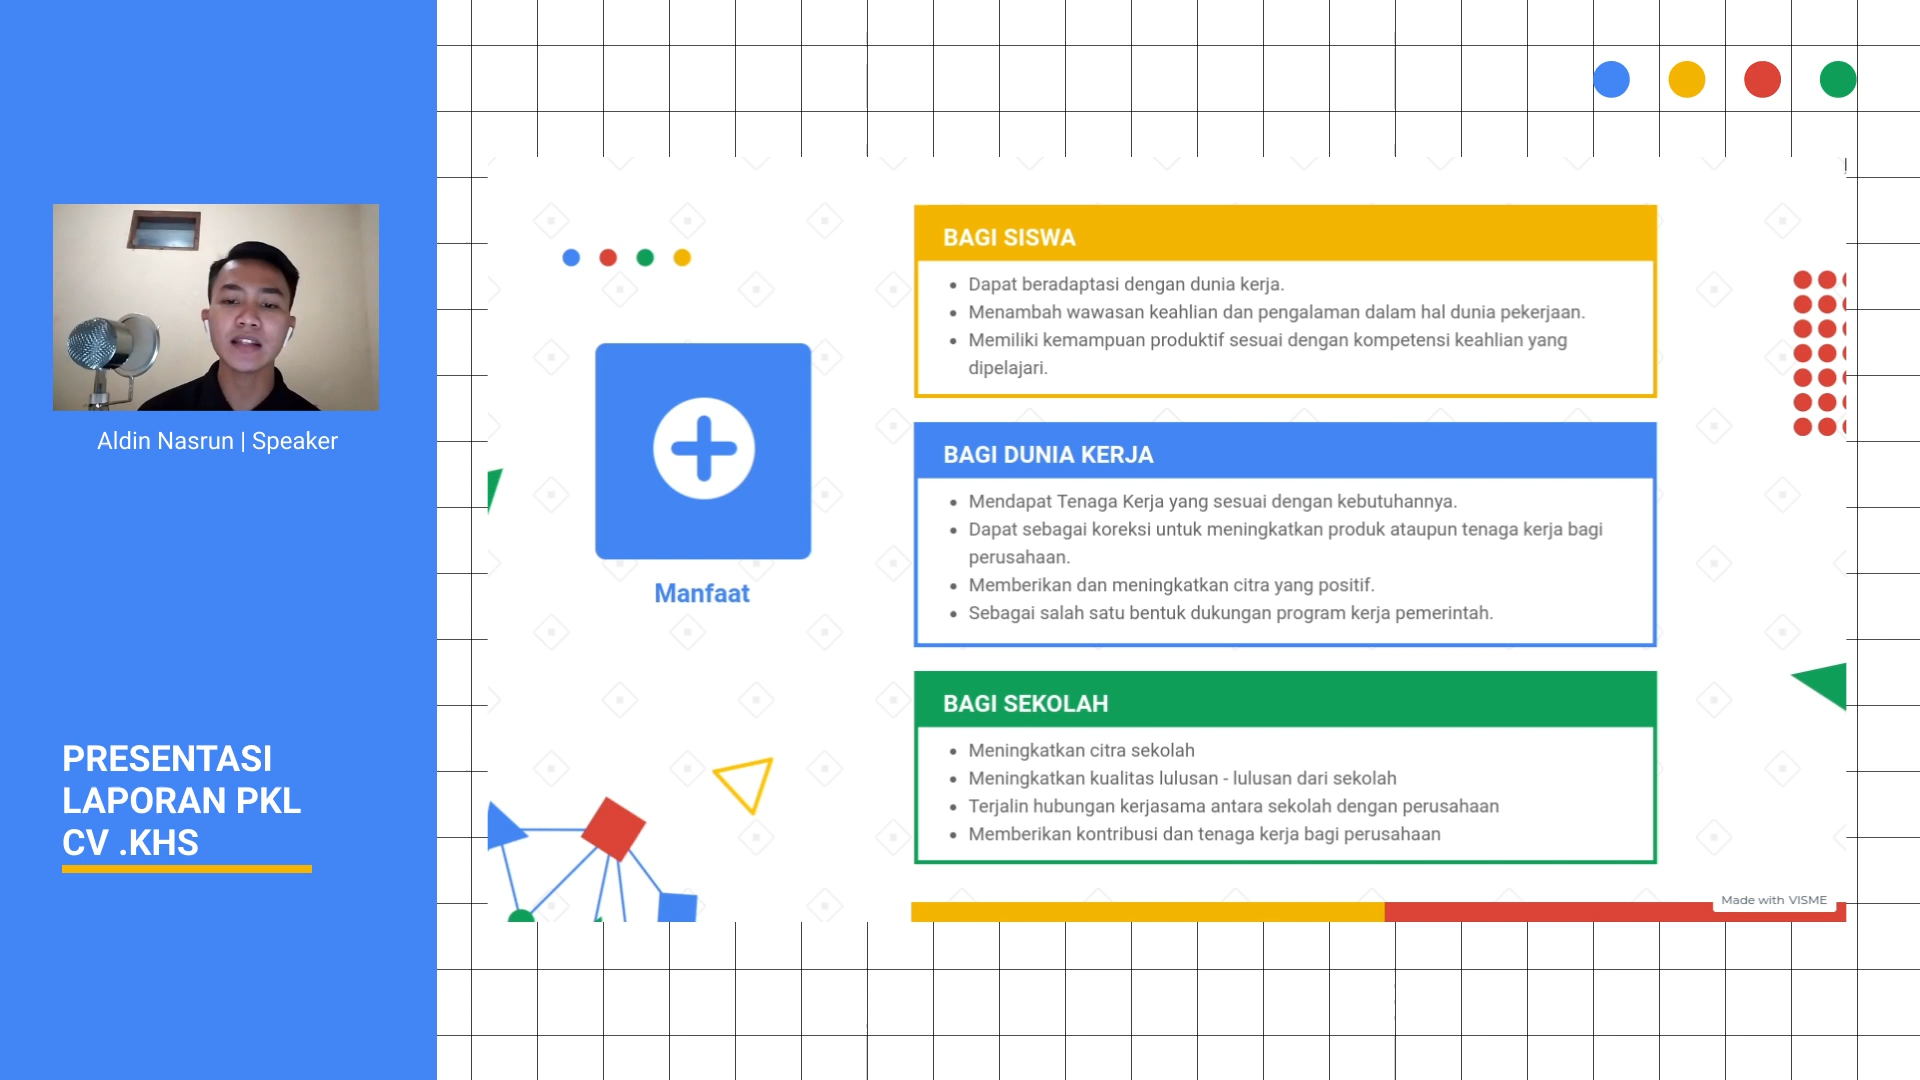 Aldin Nasrun | Speaker
PRESENTASI
LAPORAN PKL
CV .KHS
Manfaat
BAGI SISWA
Dapat beradaptasi dengan dunia kerja.
Menambah wawasan keahlian dan pengalaman dalam hal dunia pekerjaan.
Memiliki kemampuan produktif sesuai dengan kompetensi keahlian yang
dipelajari.
BAGI DUNIA KERJA
Mendapat Tenaga Kerja yang sesuai dengan kebutuhannya.
Dapat sebagai koreksi untuk meningkatkan produk ataupun tenaga kerja bagi
perusahaan.
Memberikan dan meningkatkan citra yang positif.
Sebagai salah satu bentuk dukungan program kerja pemerintah.
BAGI SEKOLAH
Meningkatkan citra sekolah
Meningkatkan kualitas lulusan - lulusan dari sekolah
Terjalin hubungan kerjasama antara sekolah dengan perusahaan
Memberikan kontribusi dan tenaga kerja bagi perusahaan
Made with VISME